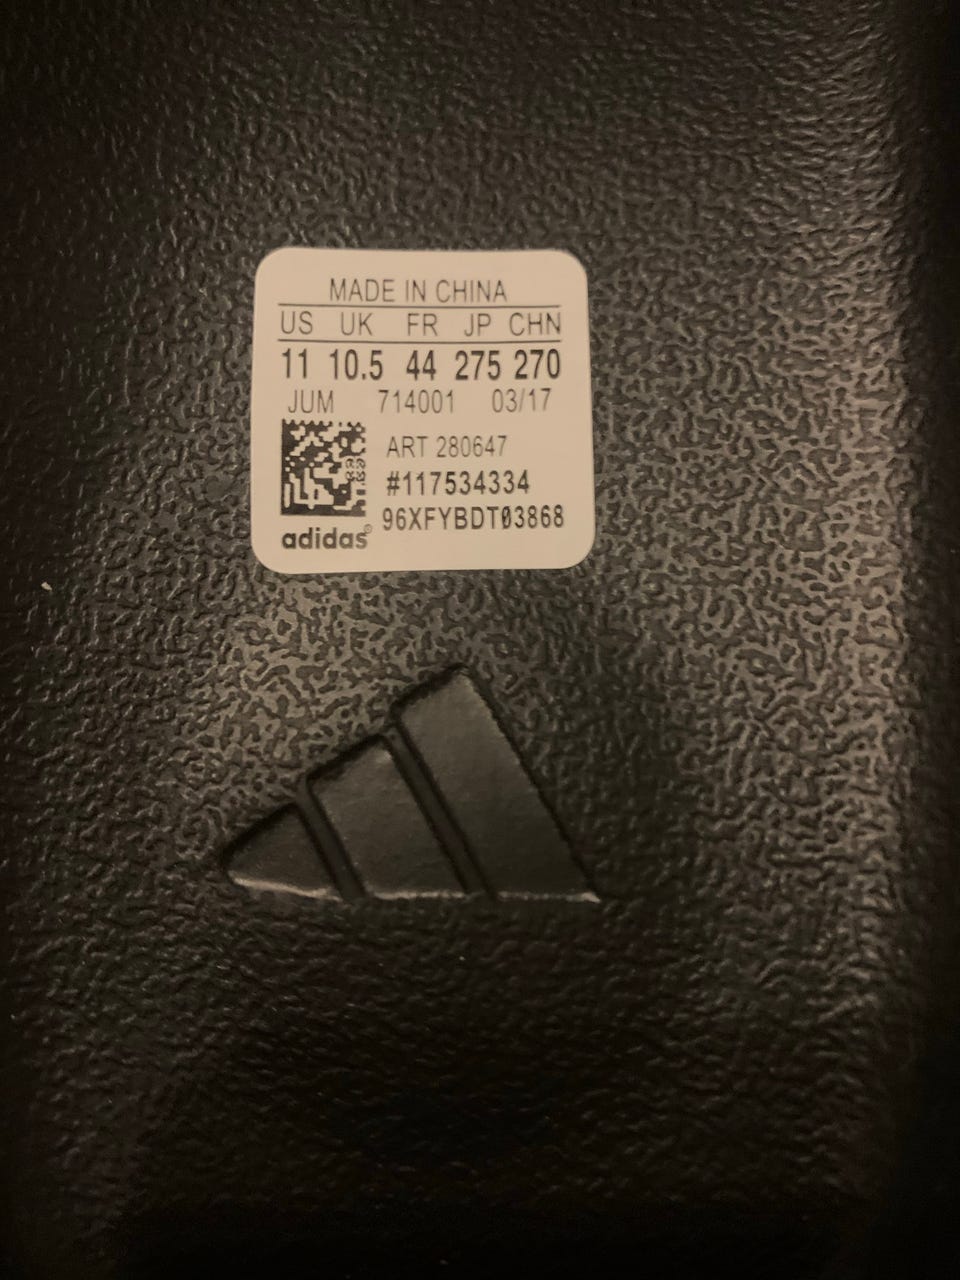 MADE IN CHINA
US UK FR JP CHN
11 10.5 44 275 270
JUM 714001 03/17
ART 280647
#117534334
96XFYBDT03868
adidas®